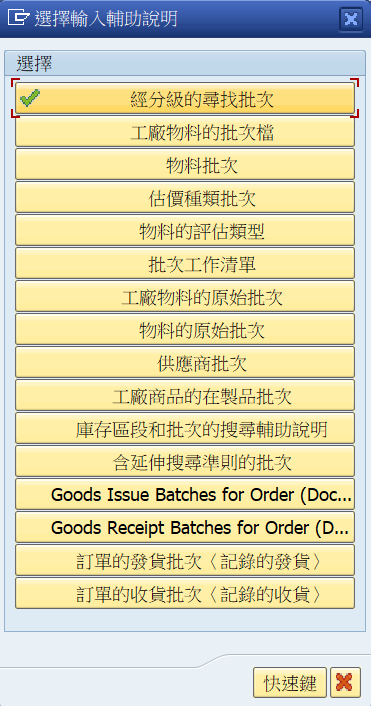 選擇輸入輔助說明
選擇
經分級的尋找批次
工廠物料的批次檔
物料批次
估價種類批次
物料的評估類型
批次工作清單
工廠物料的原始批次
物料的原始批次
供應商批次
工廠商品的在製品批次
庫存區段和批次的搜尋輔助說明
含延伸搜尋準則的批次
Goods Issue Batches for Order (Doc...
Goods Receipt Batches for Order (D...
訂單的發貨批次〈記錄的發貨〉
訂單的收貨批次〈記錄的收貨〉
快速鍵